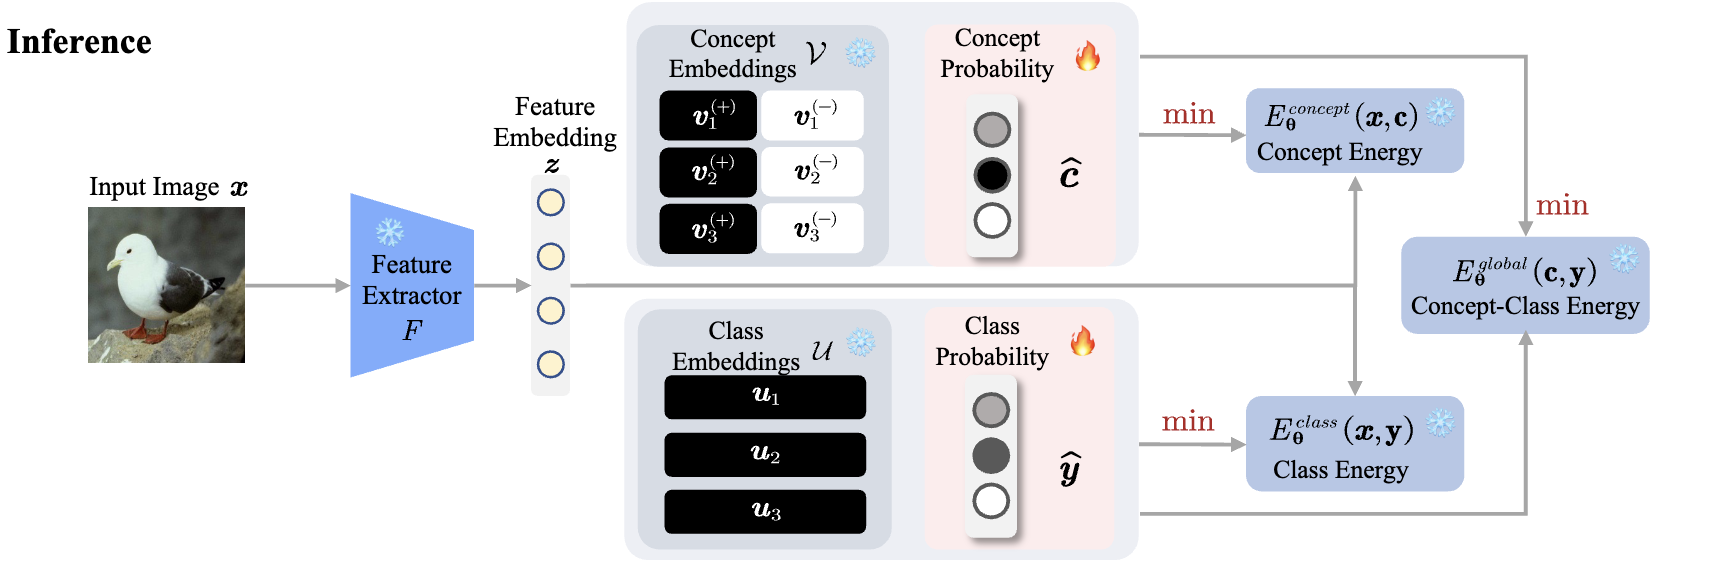 Inference
Input Image x
Feature
Extractor
F
Feature
Embedding
z
Concept
Embeddings 𝒱
v₁⁽⁺⁾ v₁⁽⁻⁾
v₂⁽⁺⁾ v₂⁽⁻⁾
v₃⁽⁺⁾ v₃⁽⁻⁾
Concept
Probability
ĉ
Class
Embeddings 𝒰
u₁
u₂
u₃
Class
Probability
ŷ
min
E_θ^concept (x, c)
Concept Energy
min
E_θ^global (c, y)
Concept-Class Energy
min
E_θ^class (x, y)
Class Energy